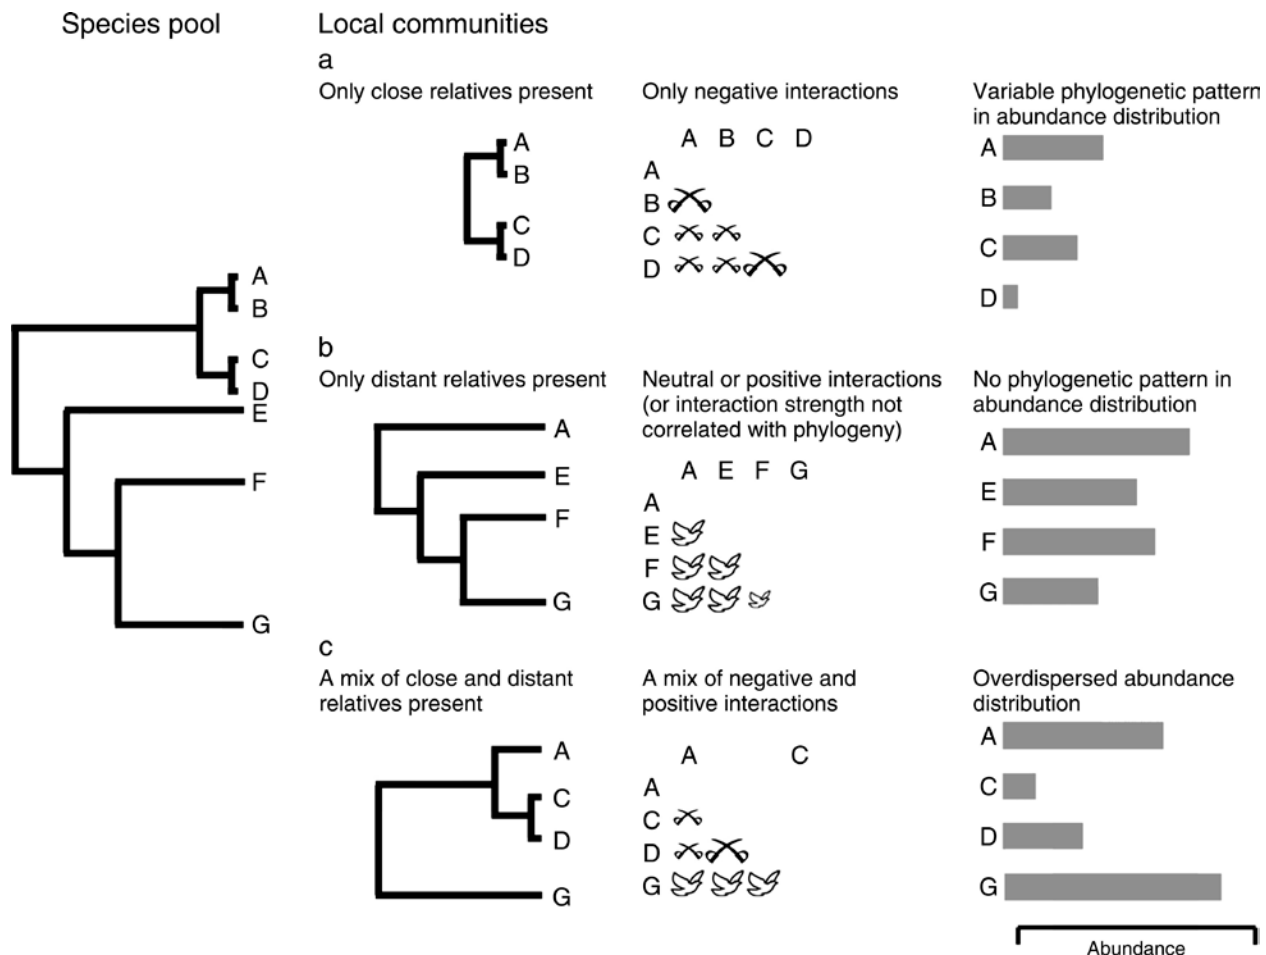 Species pool
Local communities
a
Only close relatives present
Only negative interactions
Variable phylogenetic pattern
in abundance distribution
A
B
C
D
A B C D
A
B
C
D
A
B
C
D
A
B
C
D
E
F
G
b
Only distant relatives present
Neutral or positive interactions
(or interaction strength not
correlated with phylogeny)
No phylogenetic pattern in
abundance distribution
A
E
F
G
A E F G
A
E
F
G
A
E
F
G
c
A mix of close and distant
relatives present
A mix of negative and
positive interactions
Overdispersed abundance
distribution
A
C
D
G
A C
A
C
D
G
A
C
D
G
Abundance